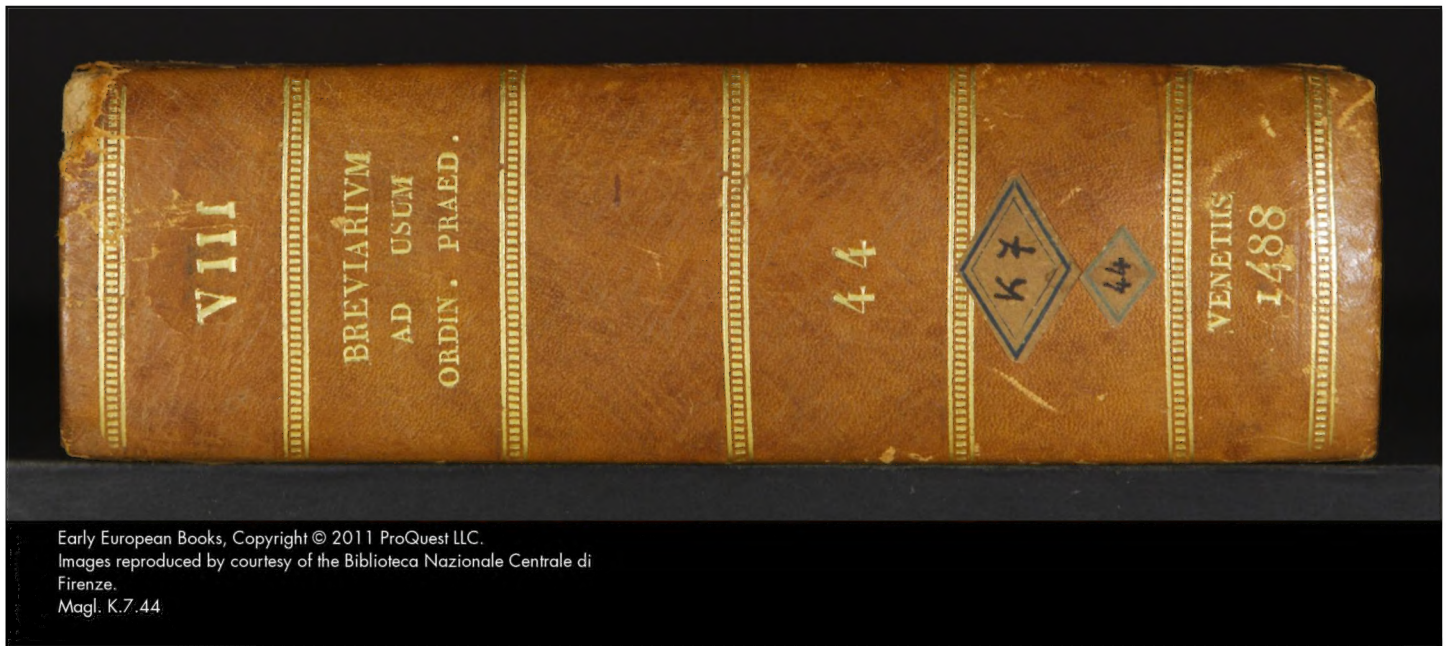 VIII
BREVIARIVM
AD USUM
ORDIN. PRAED.
44
K 7
44
VENETIIS
1488
Early European Books, Copyright © 2011 ProQuest LLC.
Images reproduced by courtesy of the Biblioteca Nazionale Centrale di
Firenze.
Magl. K.7.44